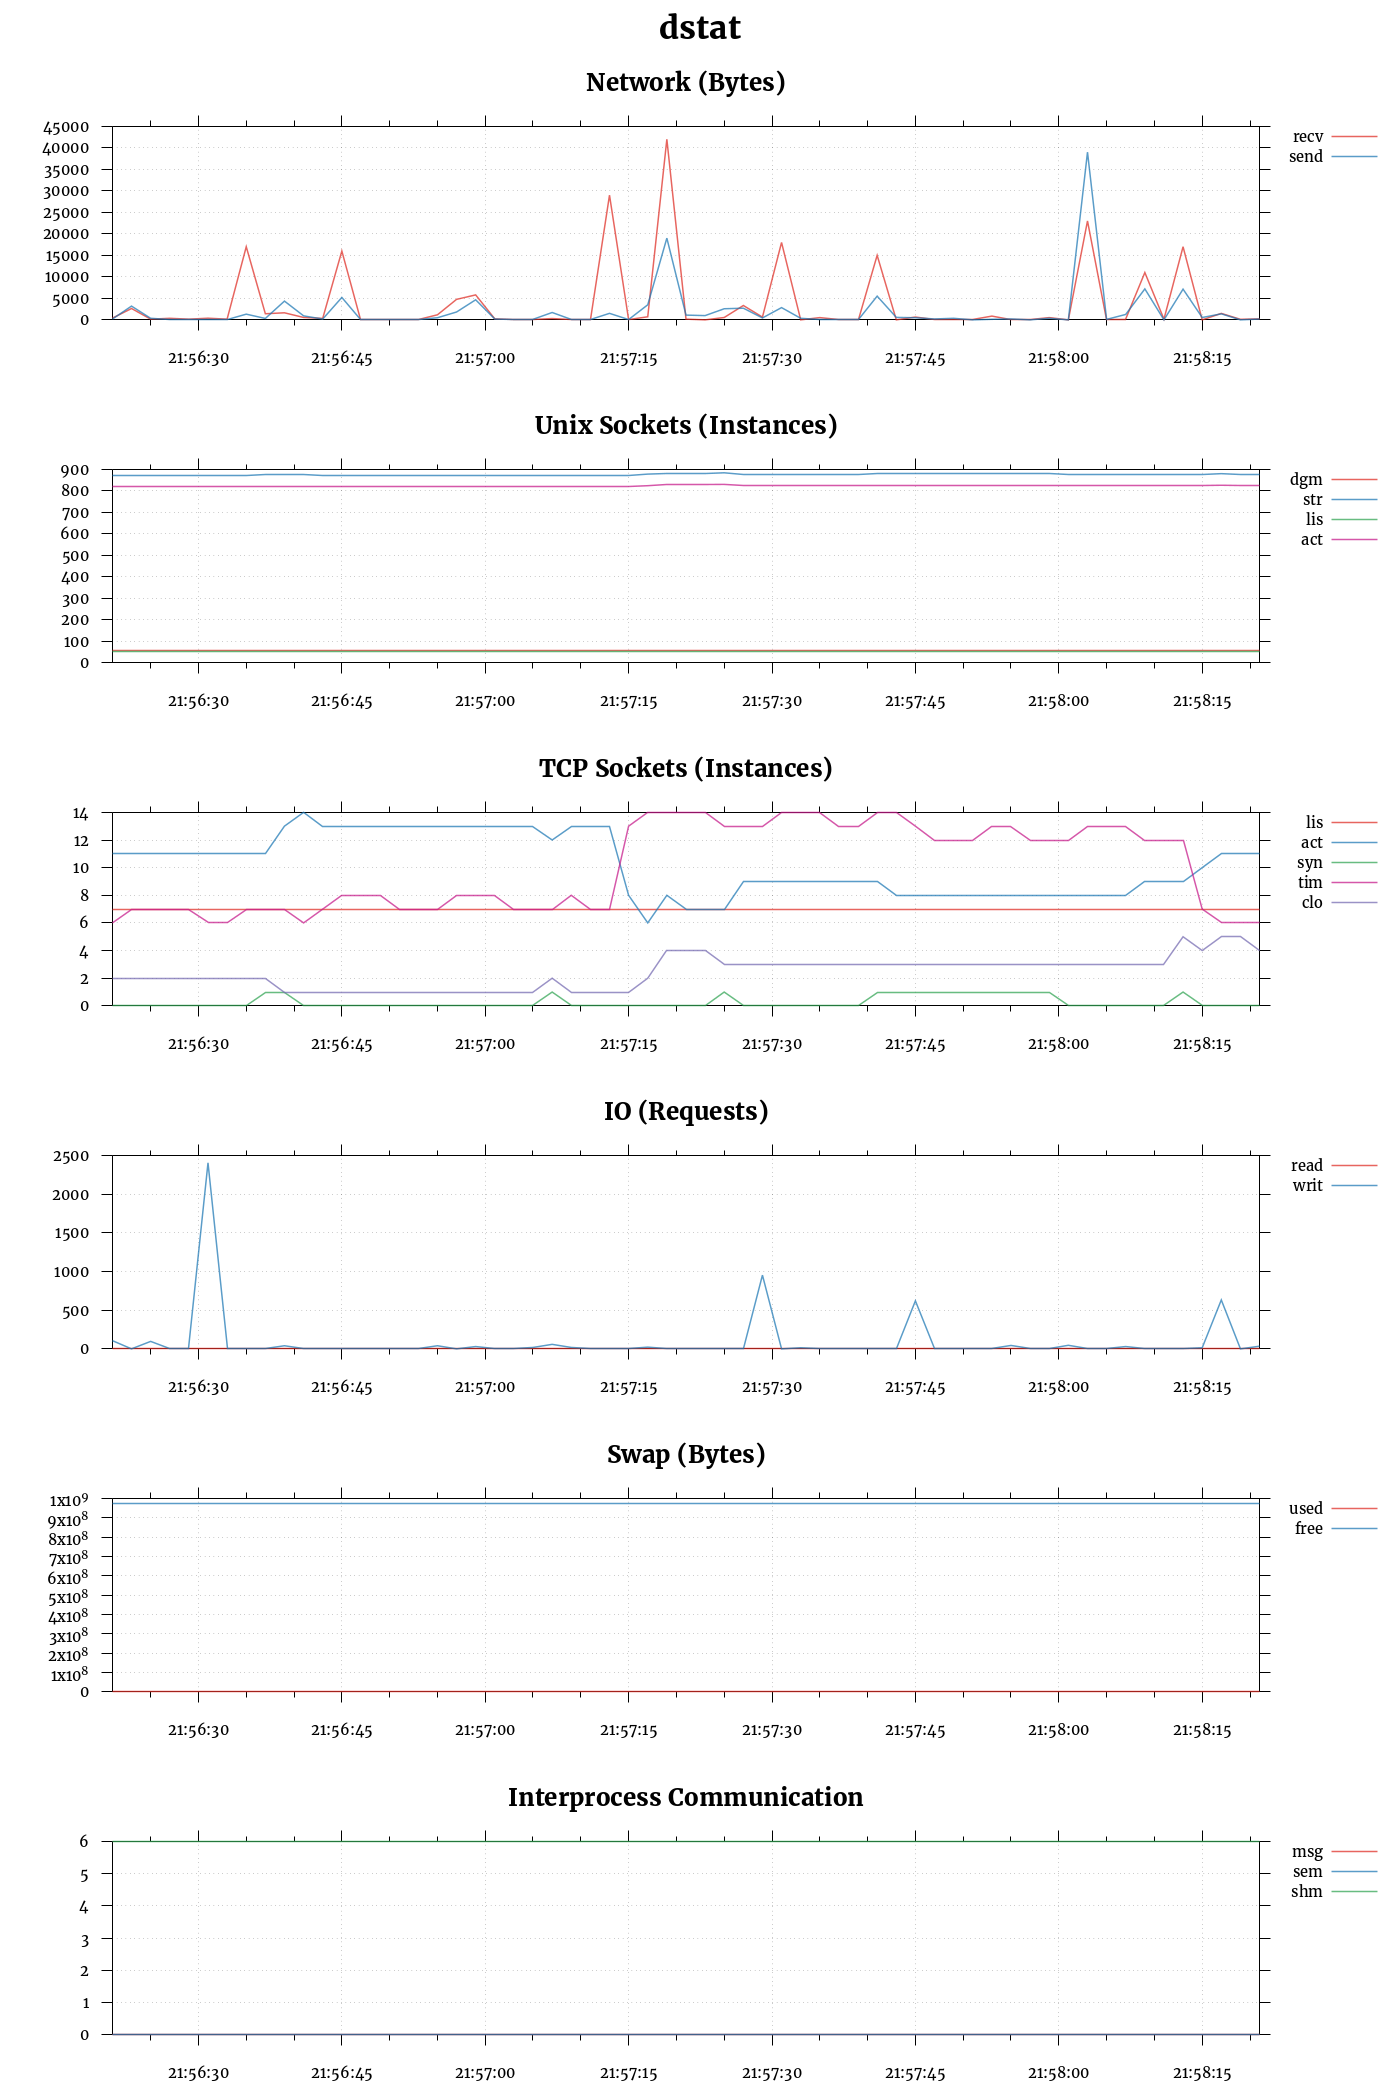 dstat
Network (Bytes)
45000
40000
35000
30000
25000
20000
15000
10000
5000
0
recv
send
21:56:30 21:56:45 21:57:00 21:57:15 21:57:30 21:57:45 21:58:00 21:58:15
Unix Sockets (Instances)
900
800
700
600
500
400
300
200
100
0
dgm
str
lis
act
21:56:30 21:56:45 21:57:00 21:57:15 21:57:30 21:57:45 21:58:00 21:58:15
TCP Sockets (Instances)
14
12
10
8
6
4
2
0
lis
act
syn
tim
clo
21:56:30 21:56:45 21:57:00 21:57:15 21:57:30 21:57:45 21:58:00 21:58:15
IO (Requests)
2500
2000
1500
1000
500
0
read
writ
21:56:30 21:56:45 21:57:00 21:57:15 21:57:30 21:57:45 21:58:00 21:58:15
Swap (Bytes)
1x10⁹
9x10⁸
8x10⁸
7x10⁸
6x10⁸
5x10⁸
4x10⁸
3x10⁸
2x10⁸
1x10⁸
0
used
free
21:56:30 21:56:45 21:57:00 21:57:15 21:57:30 21:57:45 21:58:00 21:58:15
Interprocess Communication
6
5
4
3
2
1
0
msg
sem
shm
21:56:30 21:56:45 21:57:00 21:57:15 21:57:30 21:57:45 21:58:00 21:58:15